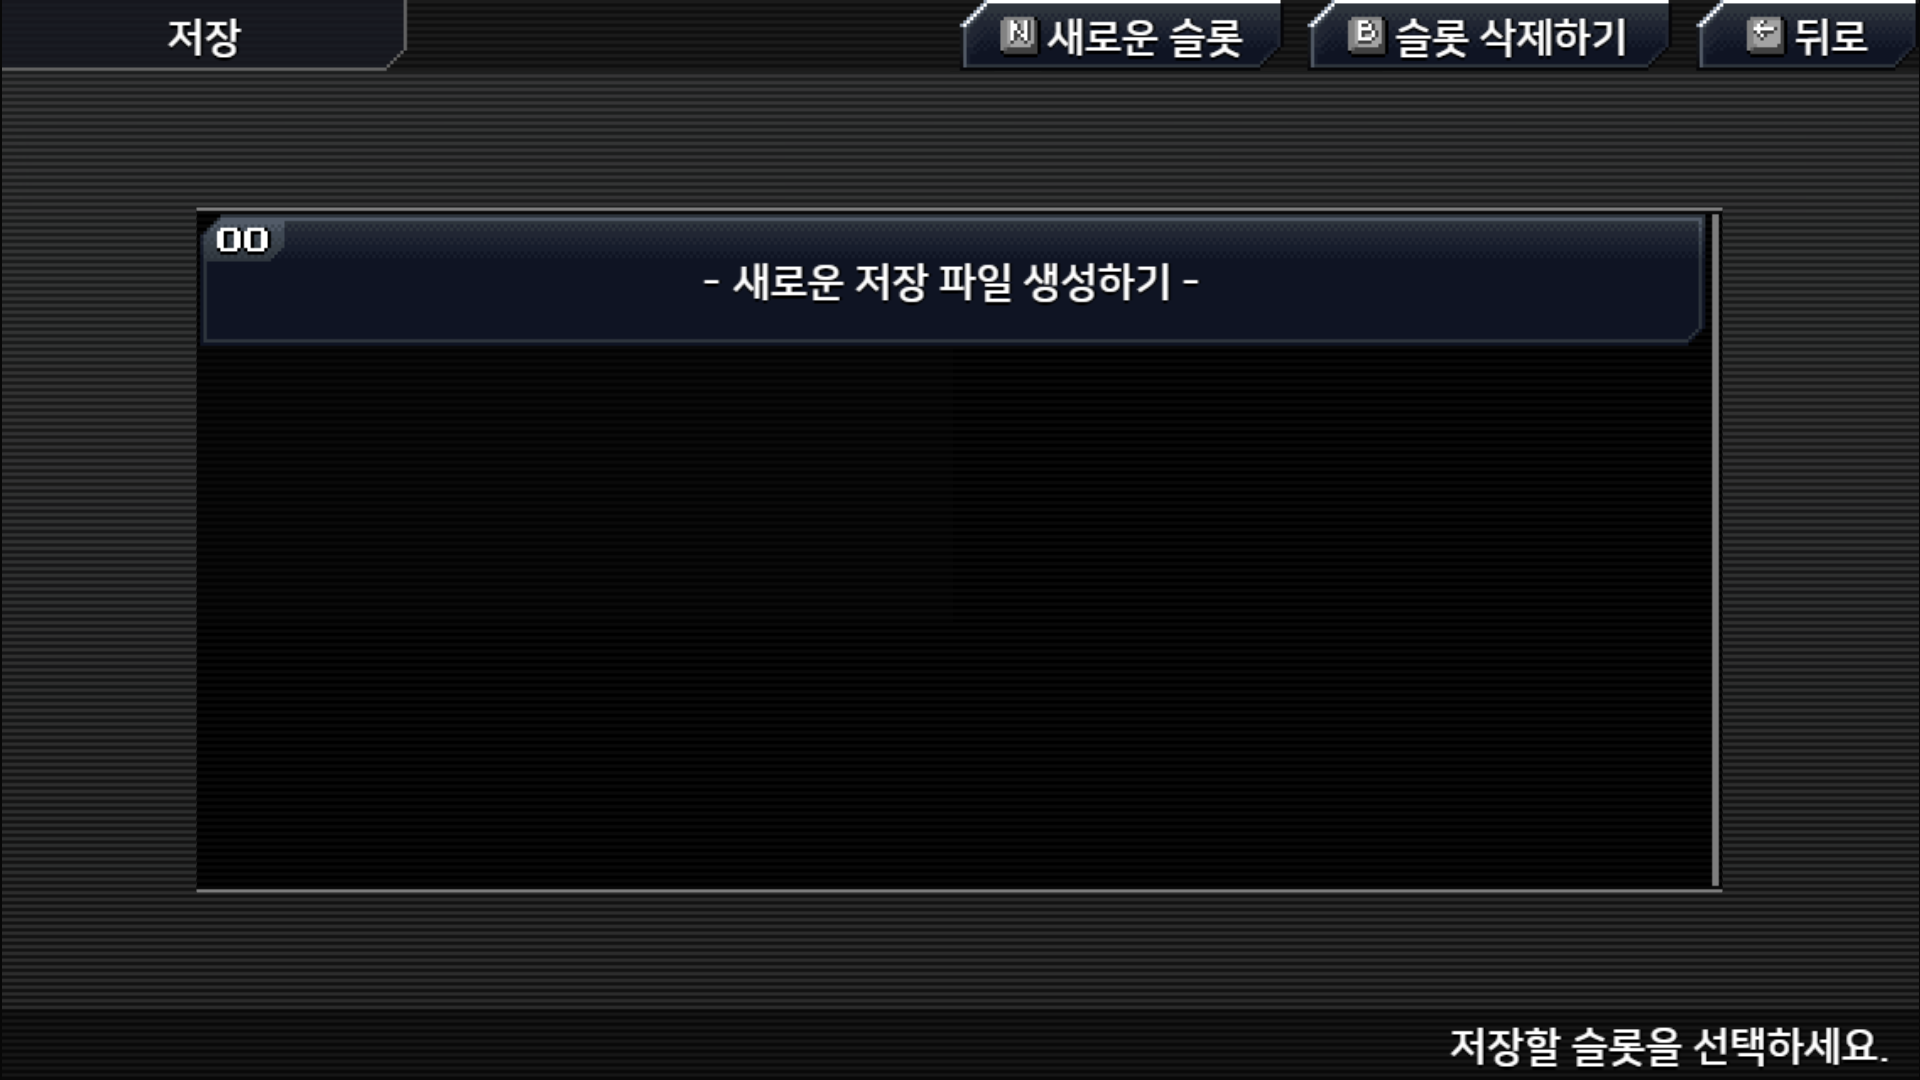 저장
N 새로운 슬롯
B 슬롯 삭제하기
← 뒤로
00
- 새로운 저장 파일 생성하기 -
저장할 슬롯을 선택하세요.